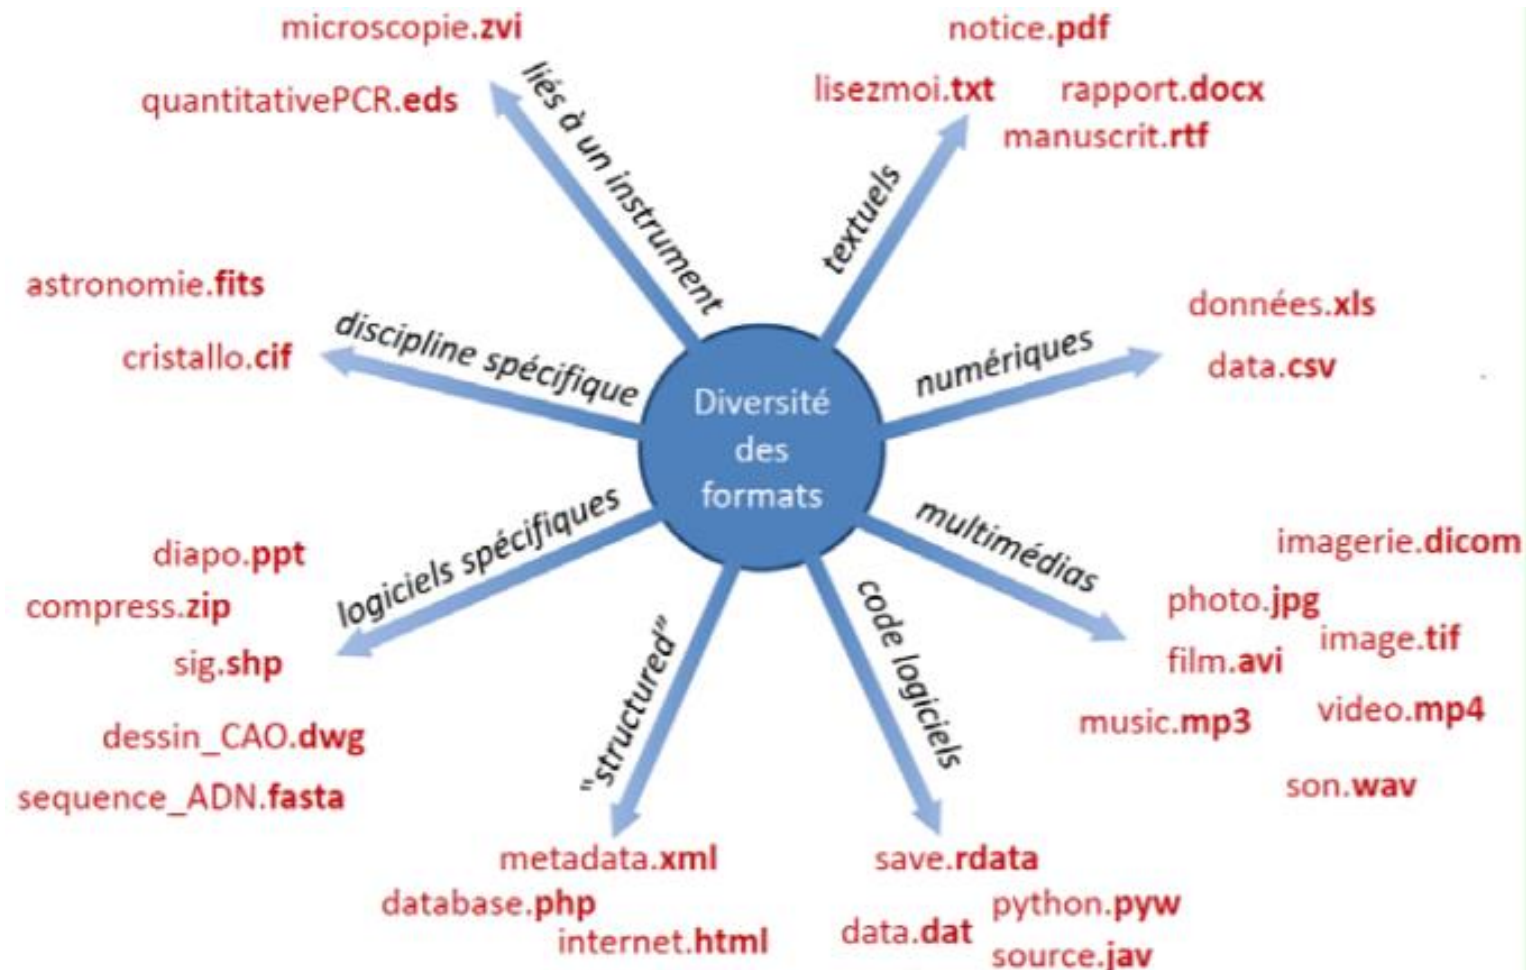 microscopie.zvi
quantitativePCR.eds
liés à un instrument
notice.pdf
lisezmoi.txt
rapport.docx
manuscrit.rtf
textuels
astronomie.fits
cristallo.cif
discipline spécifique
données.xls
data.csv
numériques
Diversité
des
formats
diapo.ppt
compress.zip
sig.shp
dessin_CAO.dwg
sequence_ADN.fasta
logiciels spécifiques
multimédias
imagerie.dicom
photo.jpg
image.tif
film.avi
video.mp4
music.mp3
son.wav
"structured"
metadata.xml
database.php
internet.html
code logiciels
save.rdata
python.pyw
data.dat
source.jav